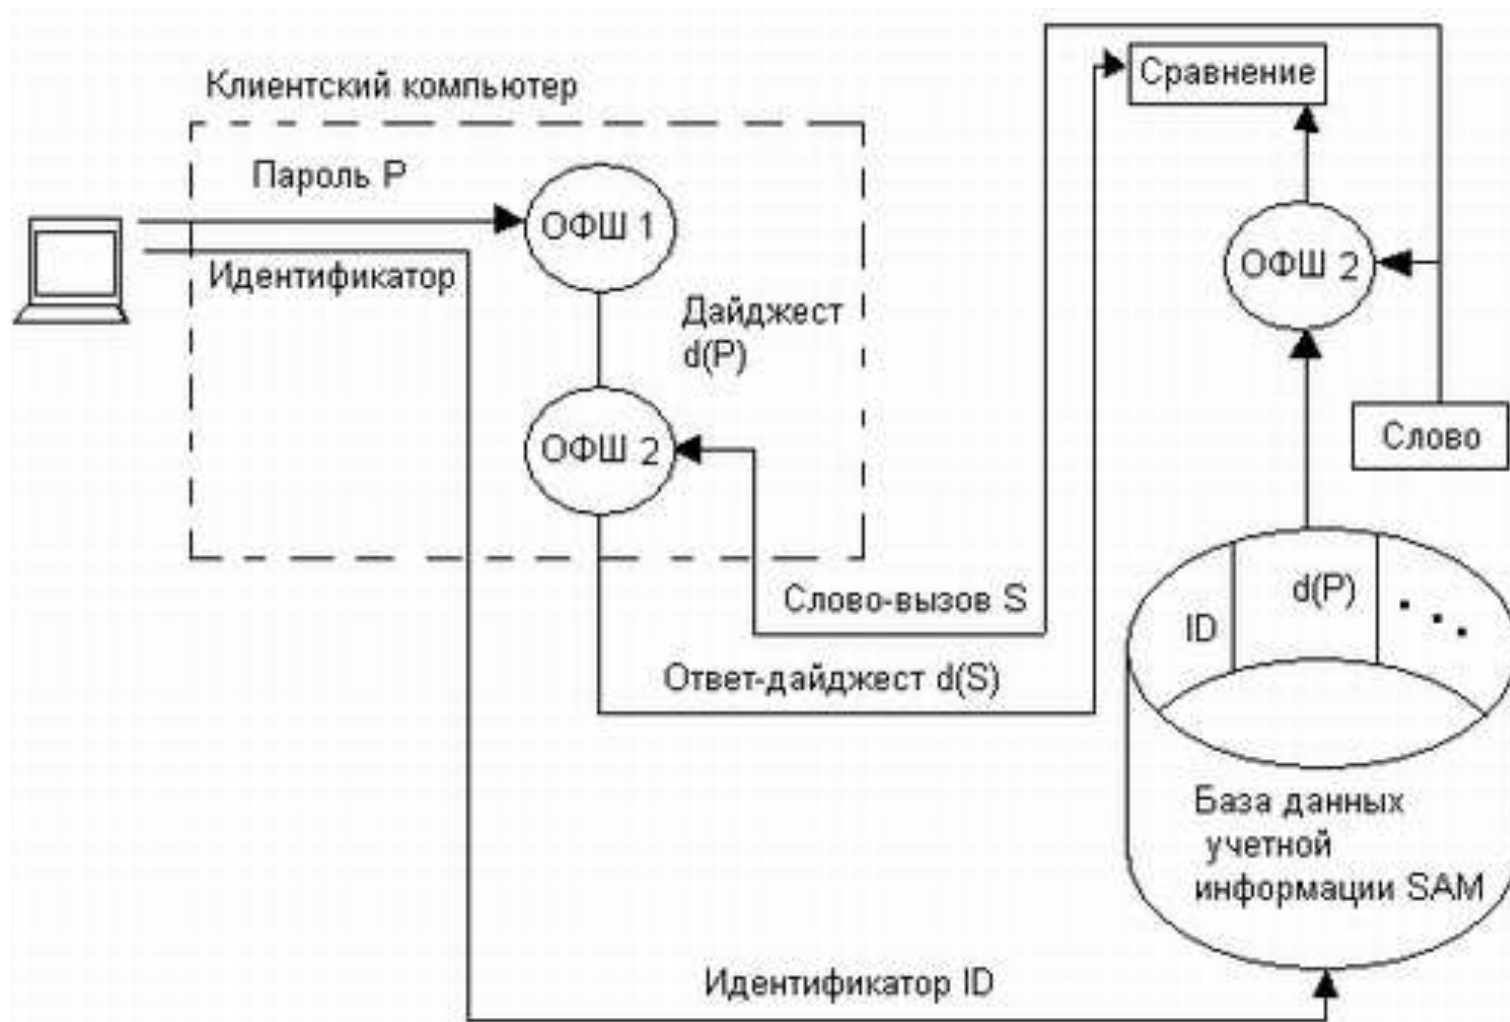 Клиентский компьютер
Сравнение
Пароль P
ОФШ 1
Идентификатор
ОФШ 2
Дайджест
d(P)
ОФШ 2
Слово
Слово-вызов S
d(P)
ID
Ответ-дайджест d(S)
База данных
учетной
информации SAM
Идентификатор ID